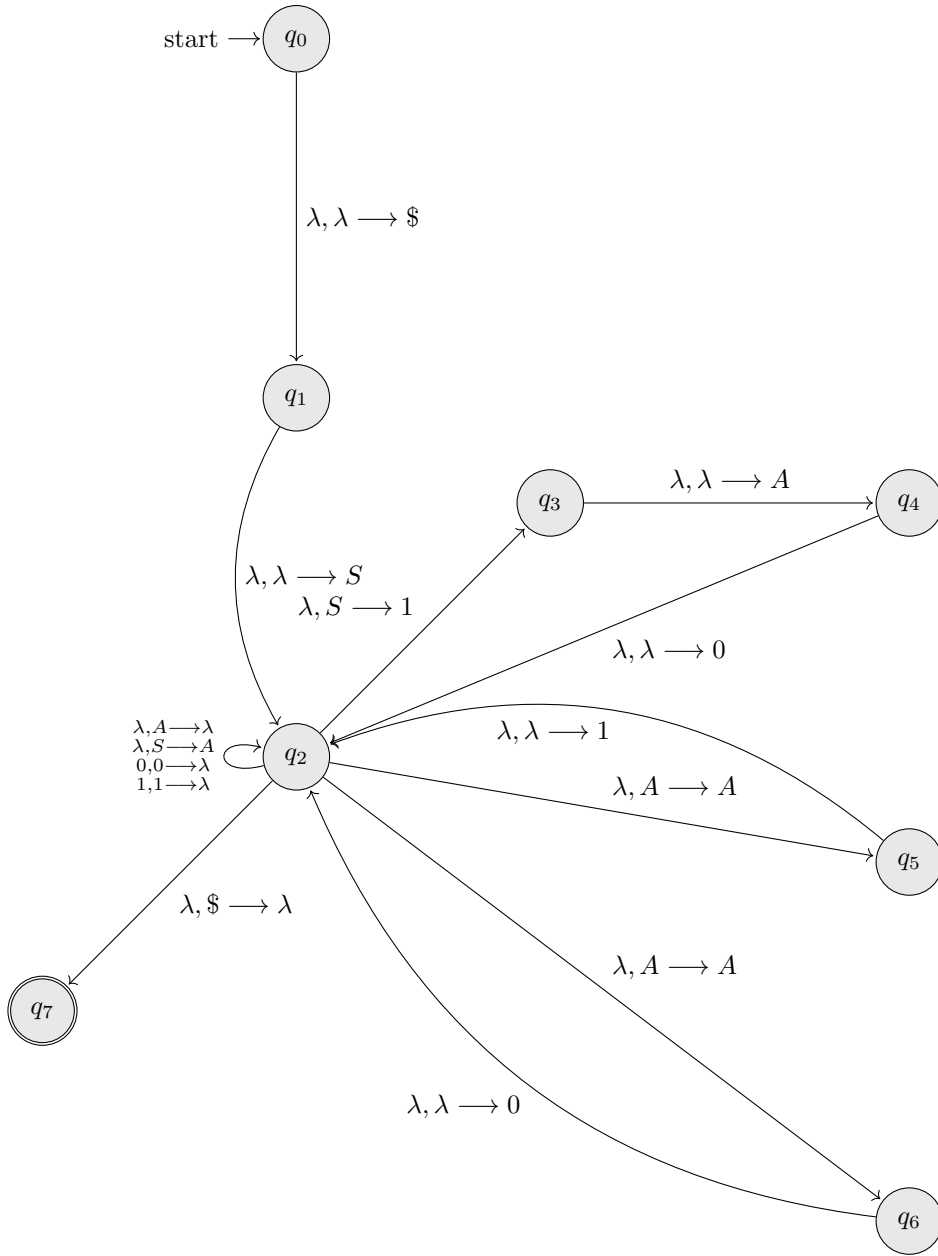 start
q₀
λ, λ ⟶ $
q₁
q₃
λ, λ ⟶ A
q₄
λ, λ ⟶ S
λ, S ⟶ 1
λ, λ ⟶ 0
λ,A⟶λ
λ,S⟶A
0,0⟶λ
1,1⟶λ
q₂
λ, λ ⟶ 1
λ, A ⟶ A
q₅
λ, $ ⟶ λ
λ, A ⟶ A
q₇
λ, λ ⟶ 0
q₆